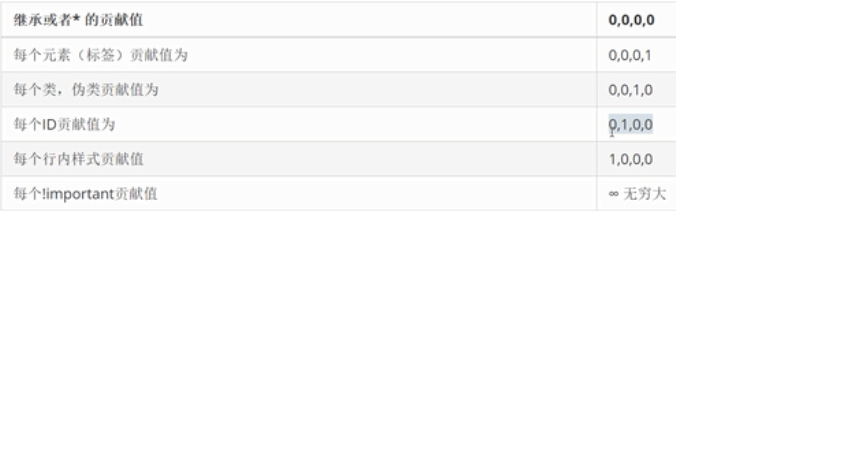 继承或者* 的贡献值 0,0,0,0
每个元素（标签）贡献值为 0,0,0,1
每个类，伪类贡献值为 0,0,1,0
每个ID贡献值为 0,1,0,0
每个行内样式贡献值 1,0,0,0
每个!important贡献值 ∞ 无穷大